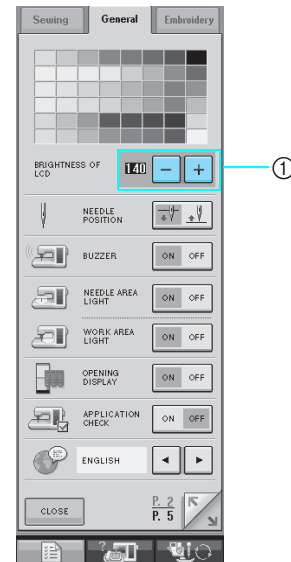 Sewing General Embroidery
BRIGHTNESS OF
LCD
140 − +
①
NEEDLE
POSITION
BUZZER
ON OFF
NEEDLE AREA
LIGHT
ON OFF
WORK AREA
LIGHT
ON OFF
OPENING
DISPLAY
ON OFF
APPLICATION
CHECK
ON OFF
ENGLISH
CLOSE
P. 2
P. 5
?